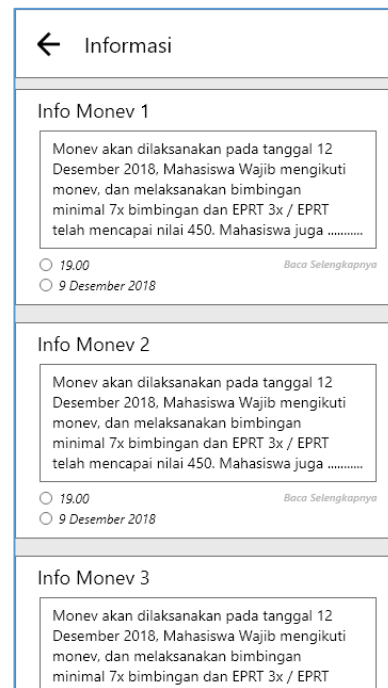 Informasi
Info Monev 1
Monev akan dilaksanakan pada tanggal 12
Desember 2018, Mahasiswa Wajib mengikuti
monev, dan melaksanakan bimbingan
minimal 7x bimbingan dan EPRT 3x / EPRT
telah mencapai nilai 450. Mahasiswa juga ...........
19.00 Baca Selengkapnya
9 Desember 2018
Info Monev 2
Monev akan dilaksanakan pada tanggal 12
Desember 2018, Mahasiswa Wajib mengikuti
monev, dan melaksanakan bimbingan
minimal 7x bimbingan dan EPRT 3x / EPRT
telah mencapai nilai 450. Mahasiswa juga ...........
19.00 Baca Selengkapnya
9 Desember 2018
Info Monev 3
Monev akan dilaksanakan pada tanggal 12
Desember 2018, Mahasiswa Wajib mengikuti
monev, dan melaksanakan bimbingan
minimal 7x bimbingan dan EPRT 3x / EPRT